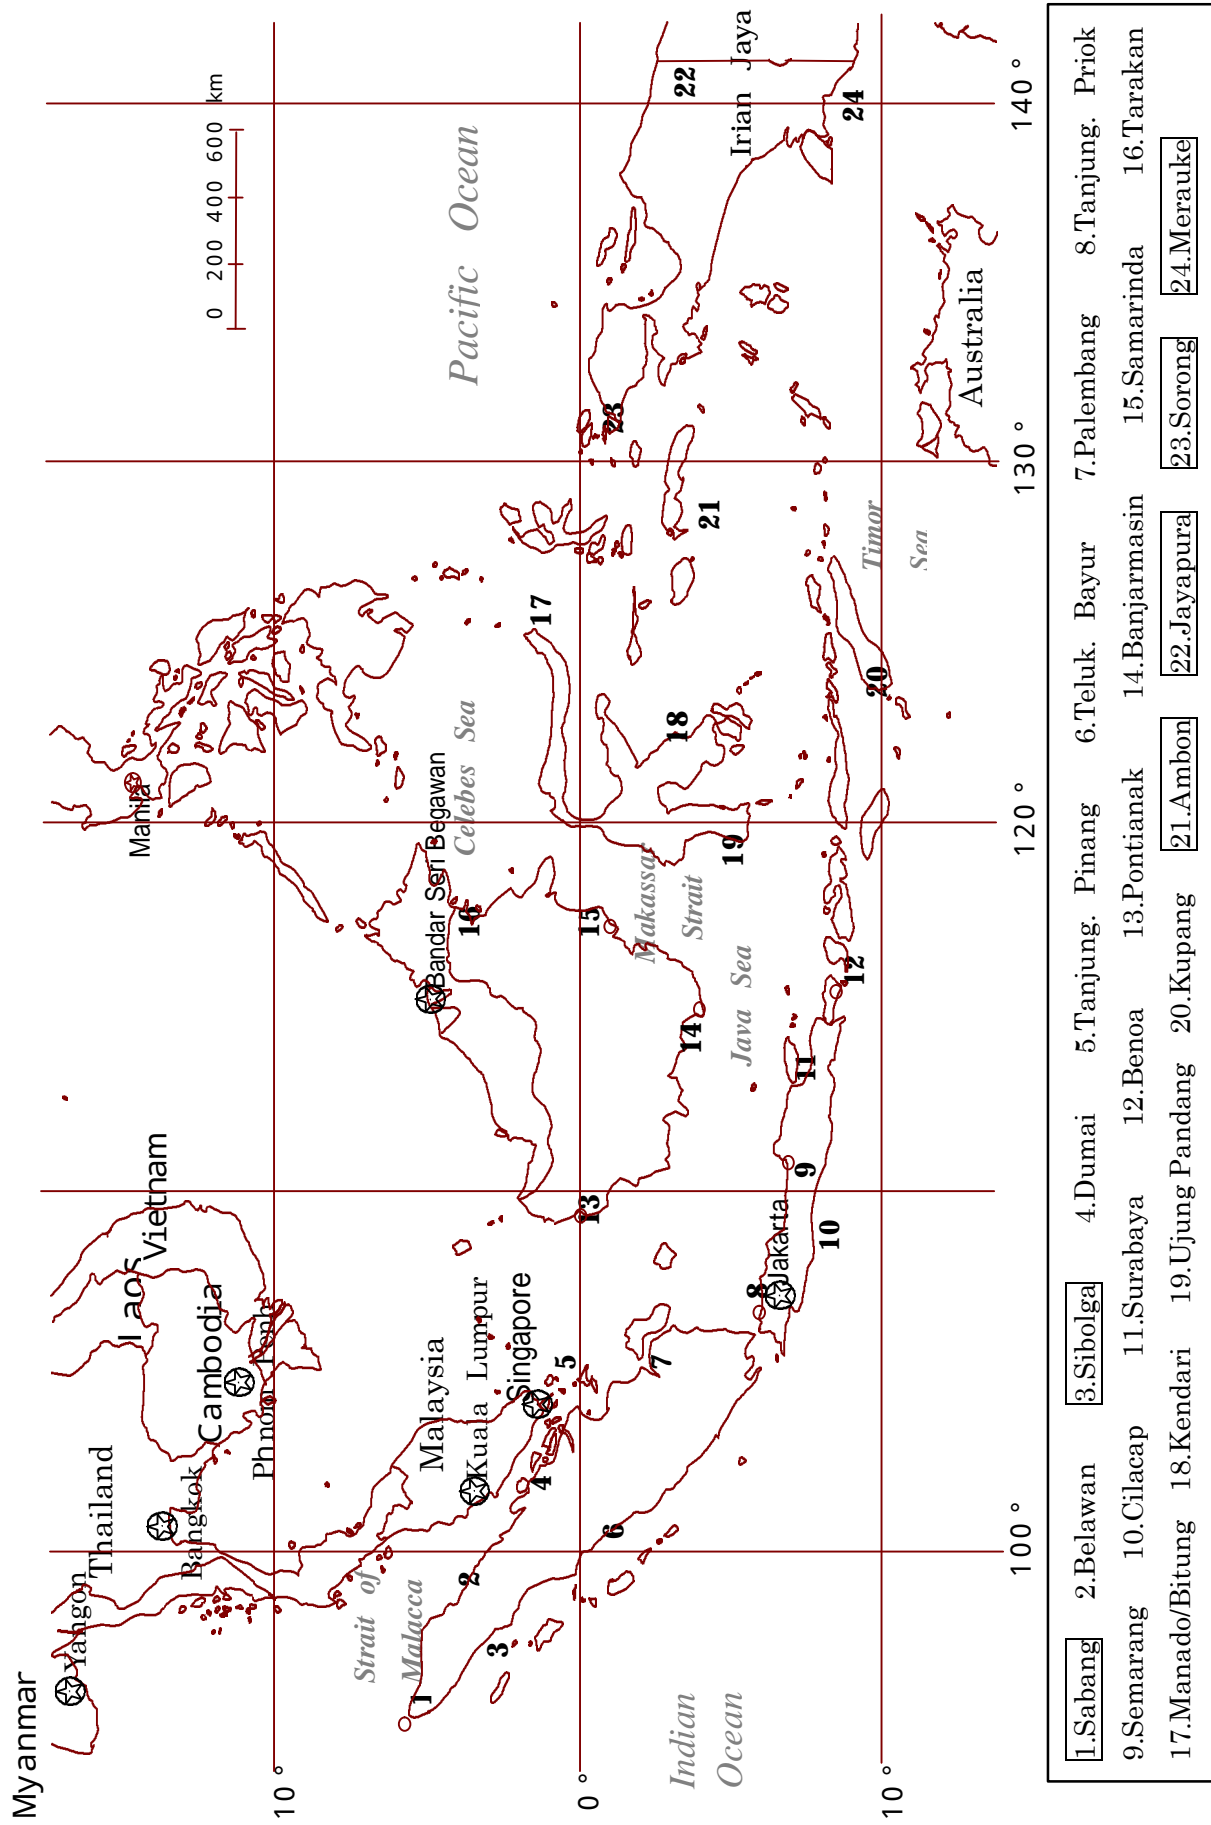 Myanmar
Yangon
Thailand
Bangkok
Laos
Vietnam
Cambodia
Phnom Penh
Manila
0 200 400 600 km
Pacific Ocean
Strait of
Malacca
Malaysia
Kuala Lumpur
Singapore
Bandar Seri Begawan
Celebes Sea
Makassar
Strait
Java Sea
Jakarta
Indian
Ocean
Timor
Sea
Irian Jaya
Australia
1
2
3
4
5
6
7
8
9
10
11
12
13
14
15
16
17
18
19
20
21
22
23
24
10°
0°
10°
100°
120°
130°
140°
1.Sabang 2.Belawan 3.Sibolga 4.Dumai 5.Tanjung. Pinang 6.Teluk. Bayur 7.Palembang 8.Tanjung. Priok
9.Semarang 10.Cilacap 11.Surabaya 12.Benoa 13.Pontianak 14.Banjarmasin 15.Samarinda 16.Tarakan
17.Manado/Bitung 18.Kendari 19.Ujung Pandang 20.Kupang 21.Ambon 22.Jayapura 23.Sorong 24.Merauke